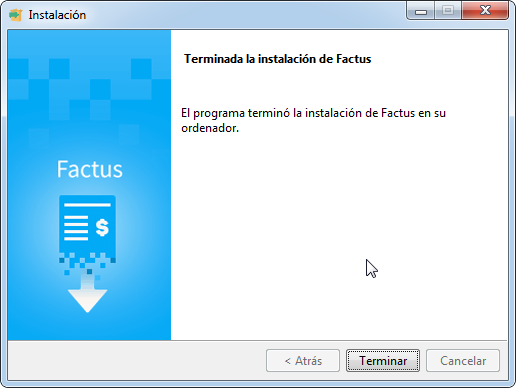 Instalación
Terminada la instalación de Factus
El programa terminó la instalación de Factus en su
ordenador.
Factus
$
< Atrás
Terminar
Cancelar